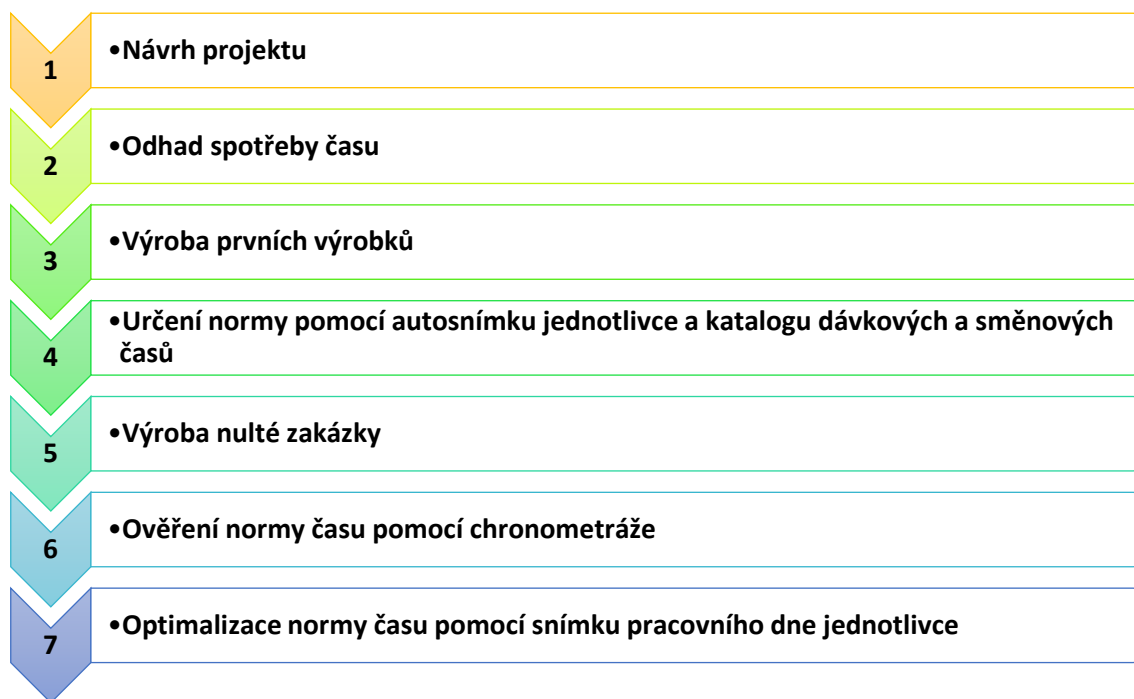 1
•Návrh projektu
2
•Odhad spotřeby času
3
•Výroba prvních výrobků
4
•Určení normy pomocí autosnímku jednotlivce a katalogu dávkových a směnových
časů
5
•Výroba nulté zakázky
6
•Ověření normy času pomocí chronometráže
7
•Optimalizace normy času pomocí snímku pracovního dne jednotlivce